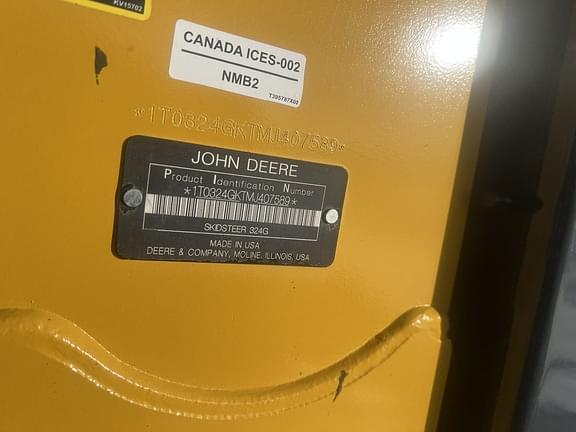 KV15702
CANADA ICES-002
NMB2
T395787X00
*1T0324GKTMJ407589*
JOHN DEERE
Product Identification Number
*1T0324GKTMJ407589*
SKIDSTEER 324G
MADE IN USA
DEERE & COMPANY, MOLINE, ILLINOIS, USA